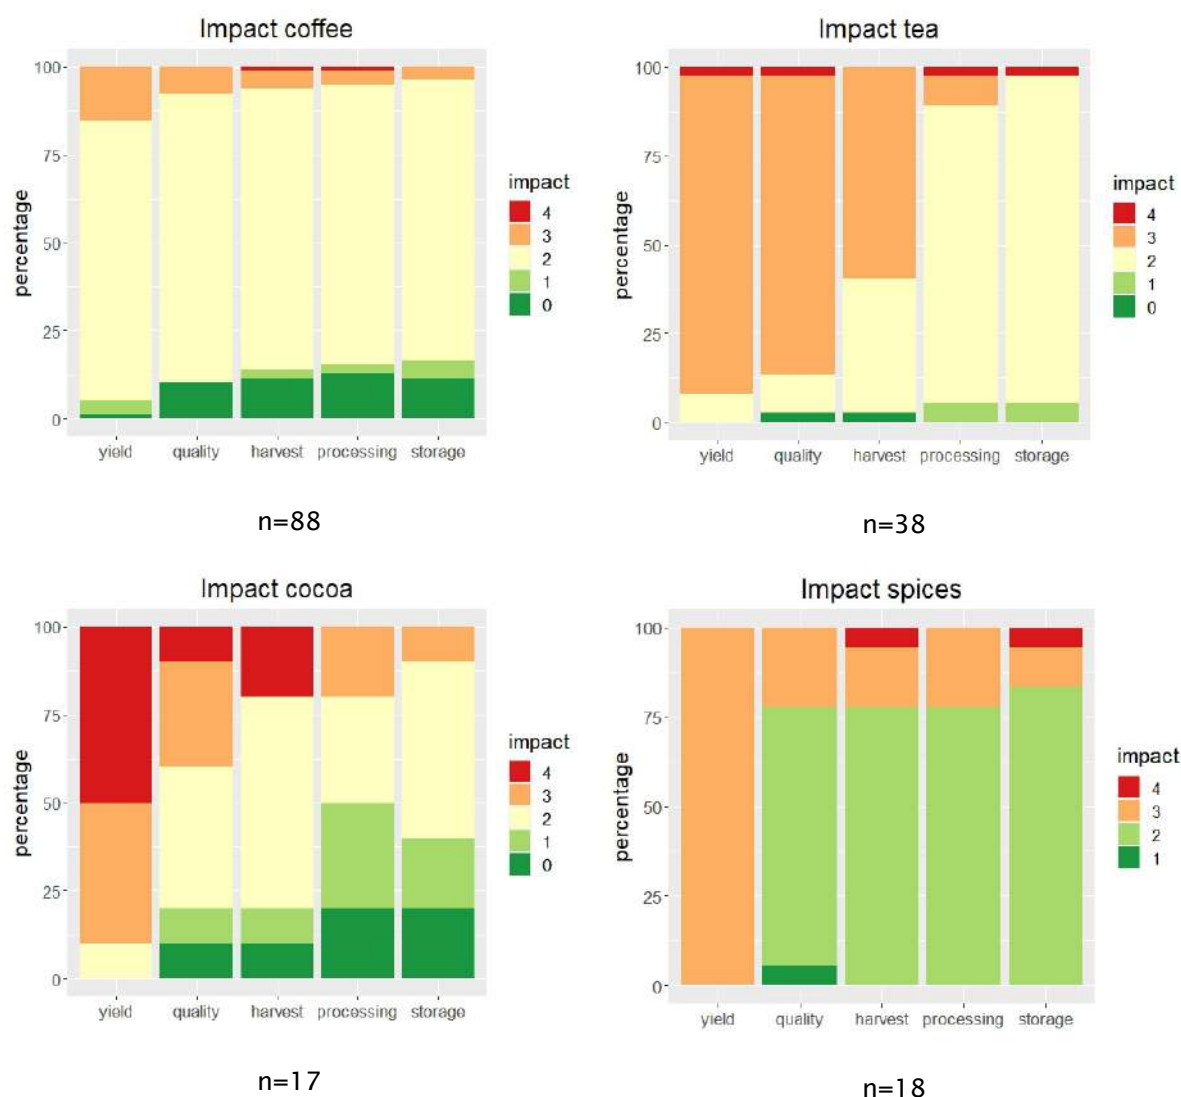 Impact coffee
100
75
50
25
0
percentage
yield quality harvest processing storage
impact
4
3
2
1
0
n=88
Impact tea
100
75
50
25
0
percentage
yield quality harvest processing storage
impact
4
3
2
1
0
n=38
Impact cocoa
100
75
50
25
0
percentage
yield quality harvest processing storage
impact
4
3
2
1
0
n=17
Impact spices
100
75
50
25
0
percentage
yield quality harvest processing storage
impact
4
3
2
1
n=18